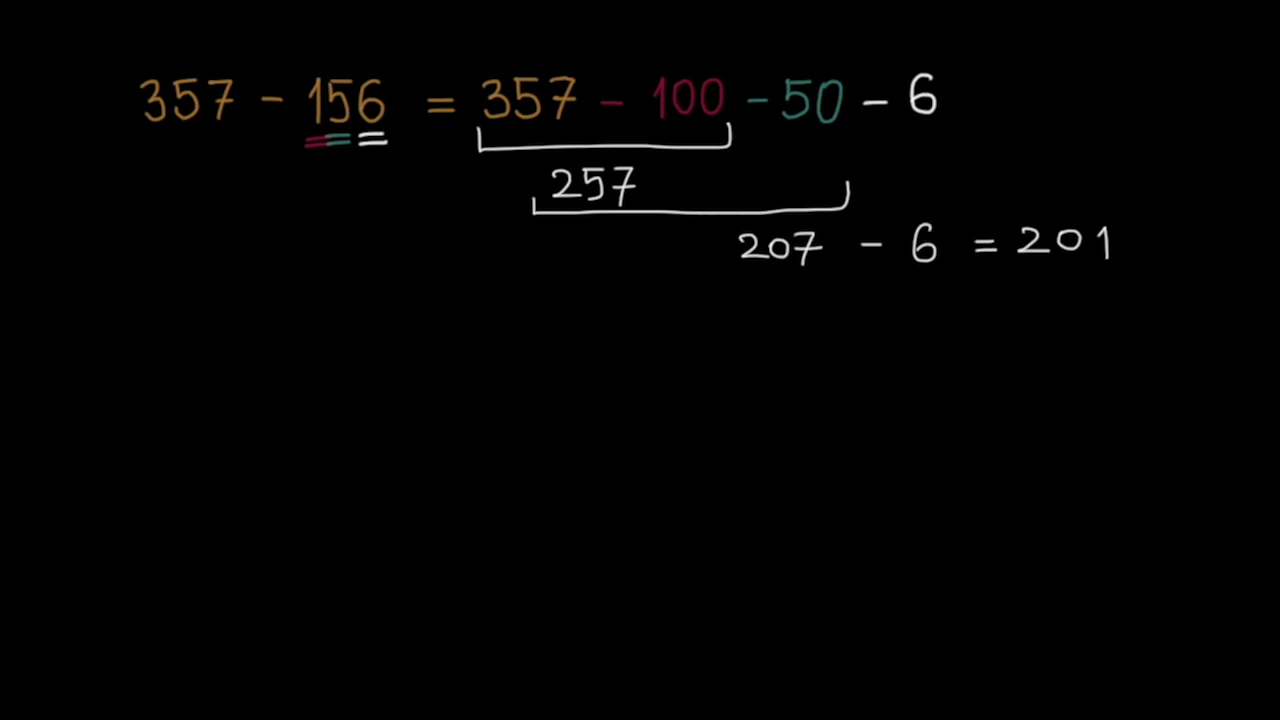 357 - 156 = 357 - 100 - 50 - 6
257
207 - 6 = 201